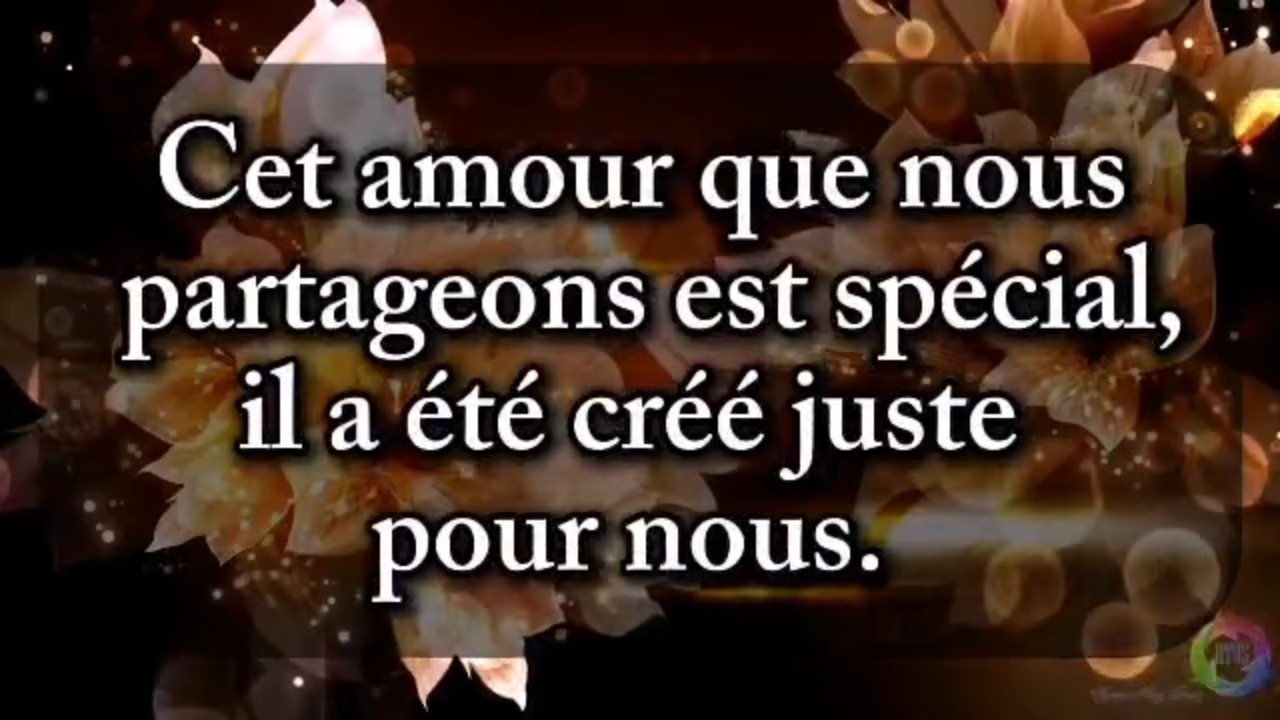 Cet amour que nous
partageons est spécial,
il a été créé juste
pour nous.